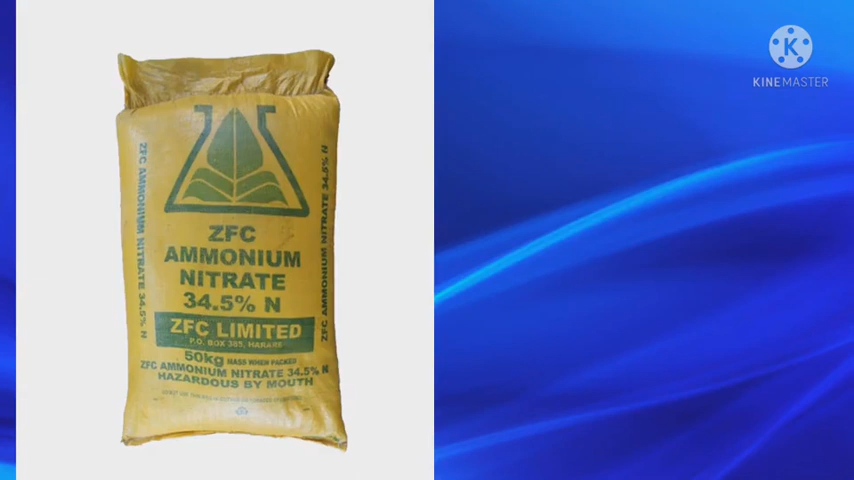 ZFC
AMMONIUM
NITRATE
34.5% N
ZFC LIMITED
P.O. BOX 385, HARARE
50kg MASS WHEN PACKED
ZFC AMMONIUM NITRATE 34.5% N
HAZARDOUS BY MOUTH
ZFC AMMONIUM NITRATE 34.5% N
ZFC AMMONIUM NITRATE 34.5% N
K
KINEMASTER